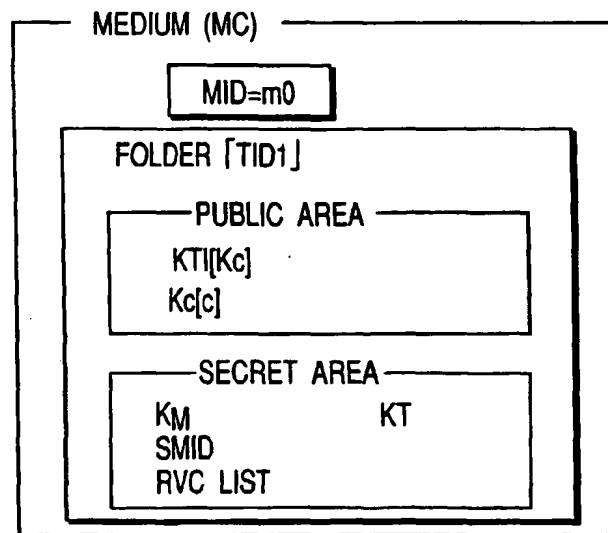 MEDIUM (MC)
MID=m0
FOLDER「TID1」
PUBLIC AREA
KTI[Kc]
Kc[c]
SECRET AREA
KM KT
SMID
RVC LIST